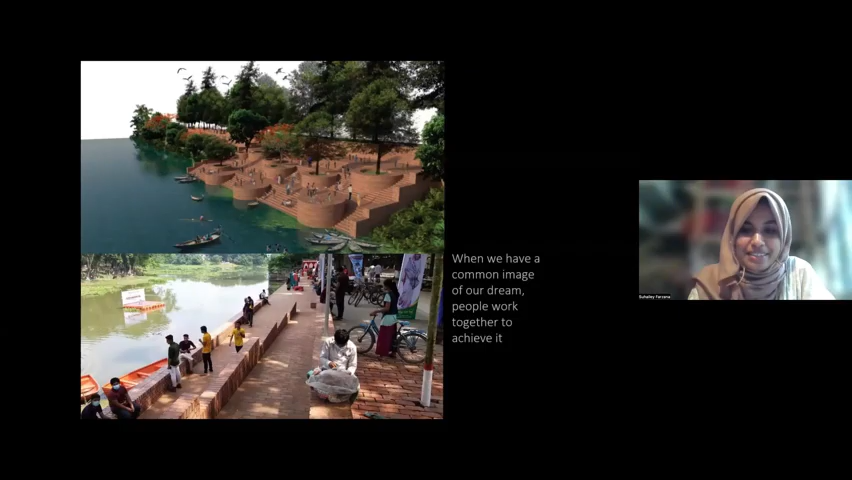 When we have a
common image
of our dream,
people work
together to
achieve it
Suhailey Farzana